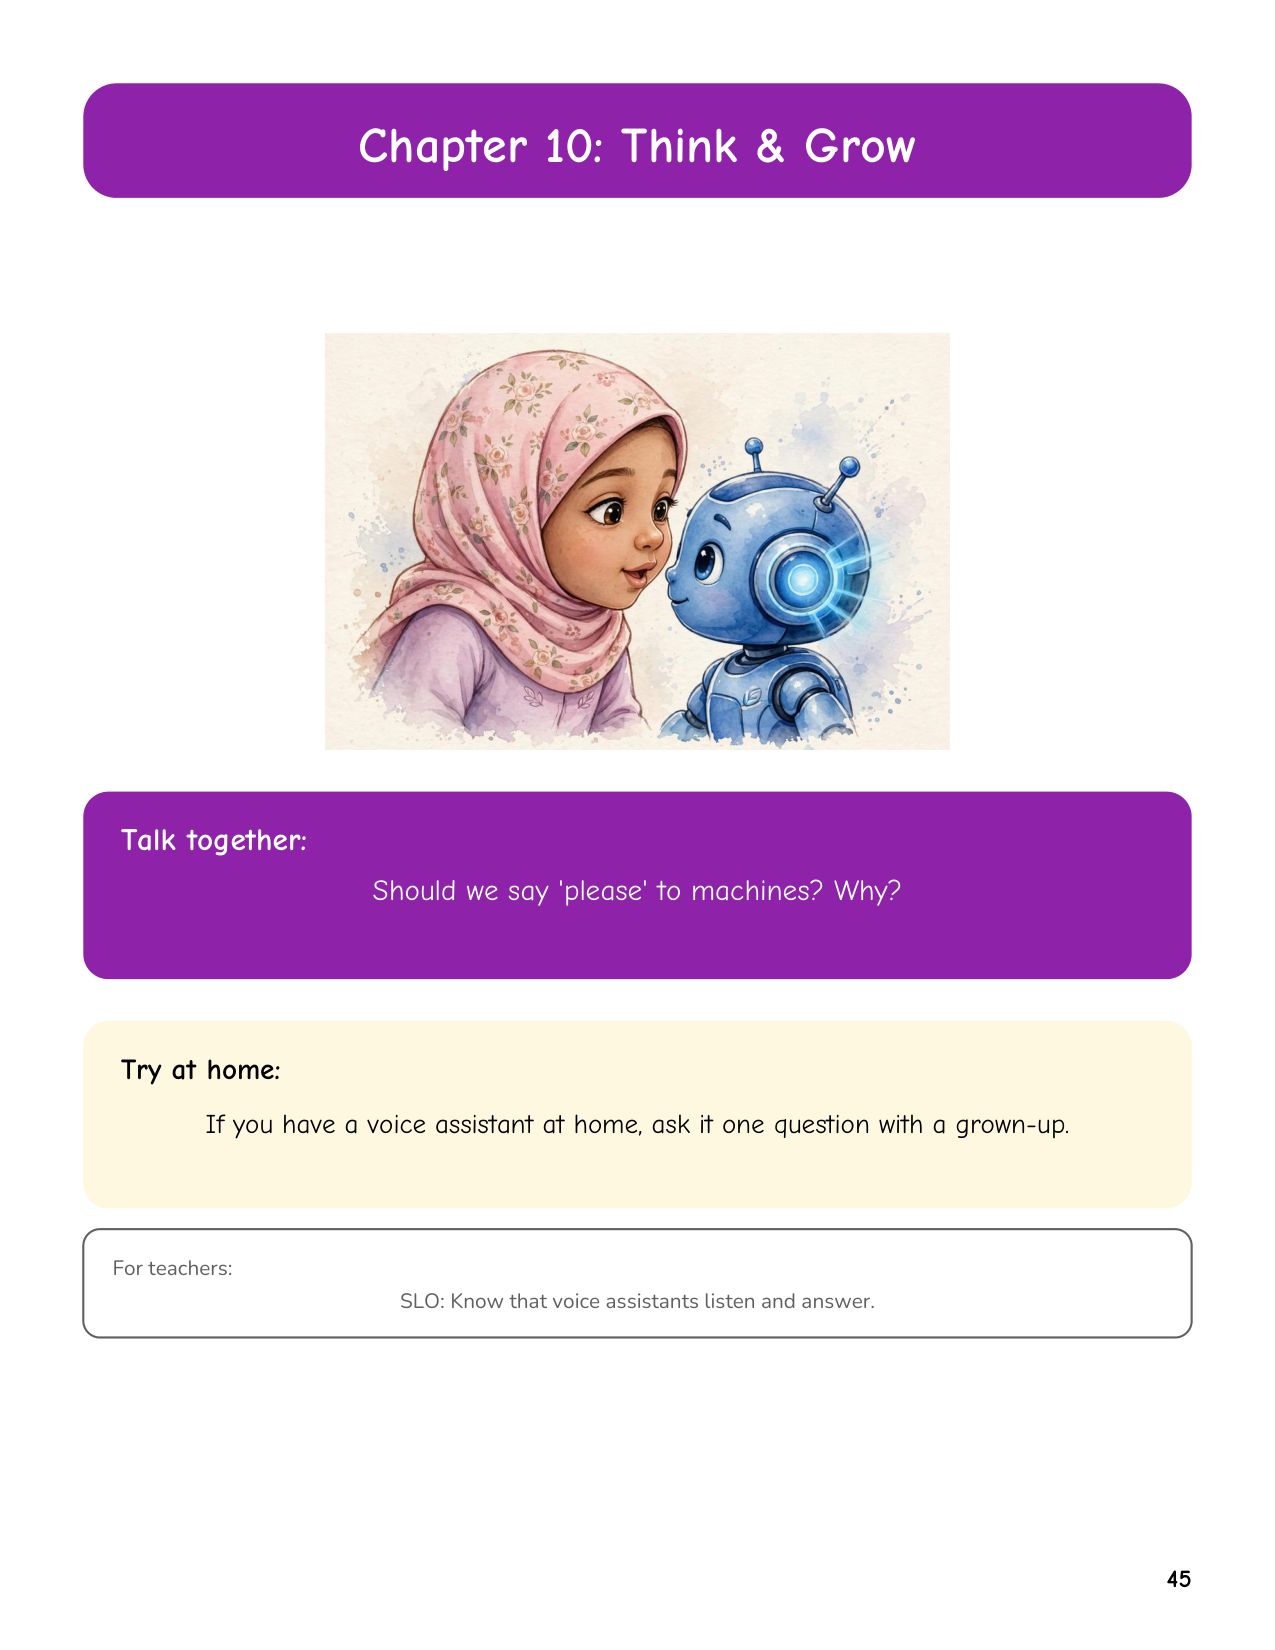 Chapter 10: Think & Grow
Talk together:
Should we say 'please' to machines? Why?
Try at home:
If you have a voice assistant at home, ask it one question with a grown-up.
For teachers:
SLO: Know that voice assistants listen and answer.
45